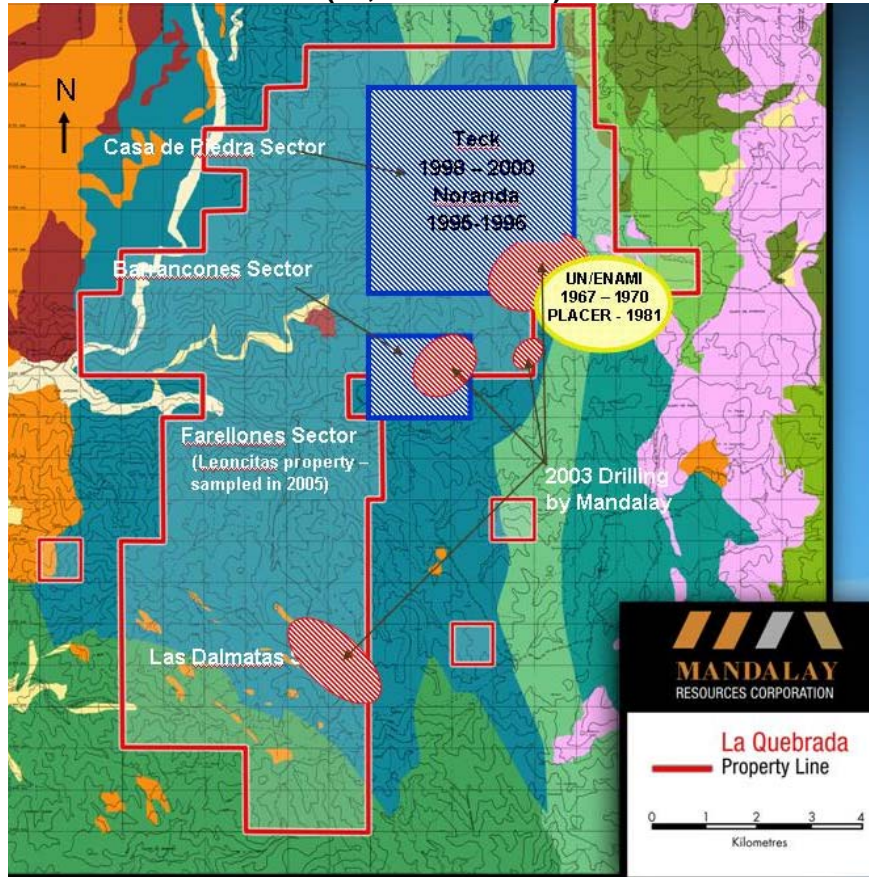 N
Casa de Piedra Sector
Teck
1998 – 2000
Noranda
1995-1996
Barrancones Sector
UN/ENAMI
1967 – 1970
PLACER - 1981
Farellones Sector
(Leoncitas property –
sampled in 2005)
2003 Drilling
by Mandalay
Las Dalmatas S
MANDALAY
RESOURCES CORPORATION
La Quebrada
Property Line
0 1 2 3 4
Kilometres